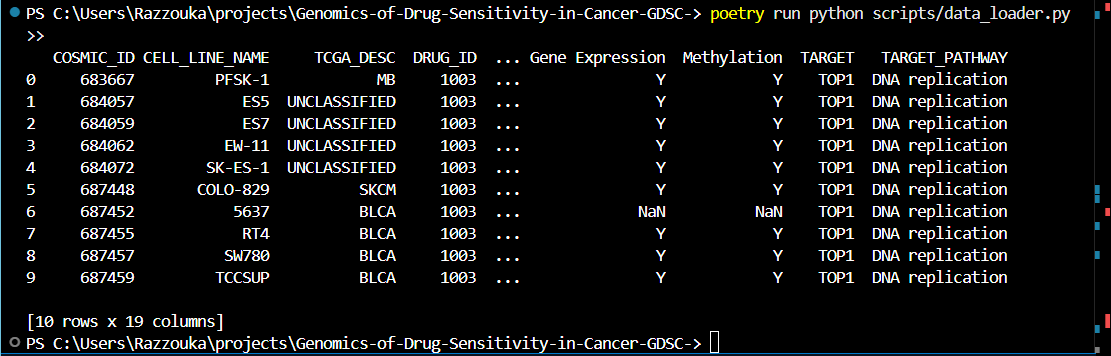 PS C:\Users\Razzouka\projects\Genomics-of-Drug-Sensitivity-in-Cancer-GDSC-> poetry run python scripts/data_loader.py
>>
COSMIC_ID CELL_LINE_NAME TCGA_DESC DRUG_ID ... Gene Expression Methylation TARGET TARGET_PATHWAY
0 683667 PFSK-1 MB 1003 ... Y Y TOP1 DNA replication
1 684057 ES5 UNCLASSIFIED 1003 ... Y Y TOP1 DNA replication
2 684059 ES7 UNCLASSIFIED 1003 ... Y Y TOP1 DNA replication
3 684062 EW-11 UNCLASSIFIED 1003 ... Y Y TOP1 DNA replication
4 684072 SK-ES-1 UNCLASSIFIED 1003 ... Y Y TOP1 DNA replication
5 687448 COLO-829 SKCM 1003 ... Y Y TOP1 DNA replication
6 687452 5637 BLCA 1003 ... NaN NaN TOP1 DNA replication
7 687455 RT4 BLCA 1003 ... Y Y TOP1 DNA replication
8 687457 SW780 BLCA 1003 ... Y Y TOP1 DNA replication
9 687459 TCCSUP BLCA 1003 ... Y Y TOP1 DNA replication
[10 rows x 19 columns]
PS C:\Users\Razzouka\projects\Genomics-of-Drug-Sensitivity-in-Cancer-GDSC->